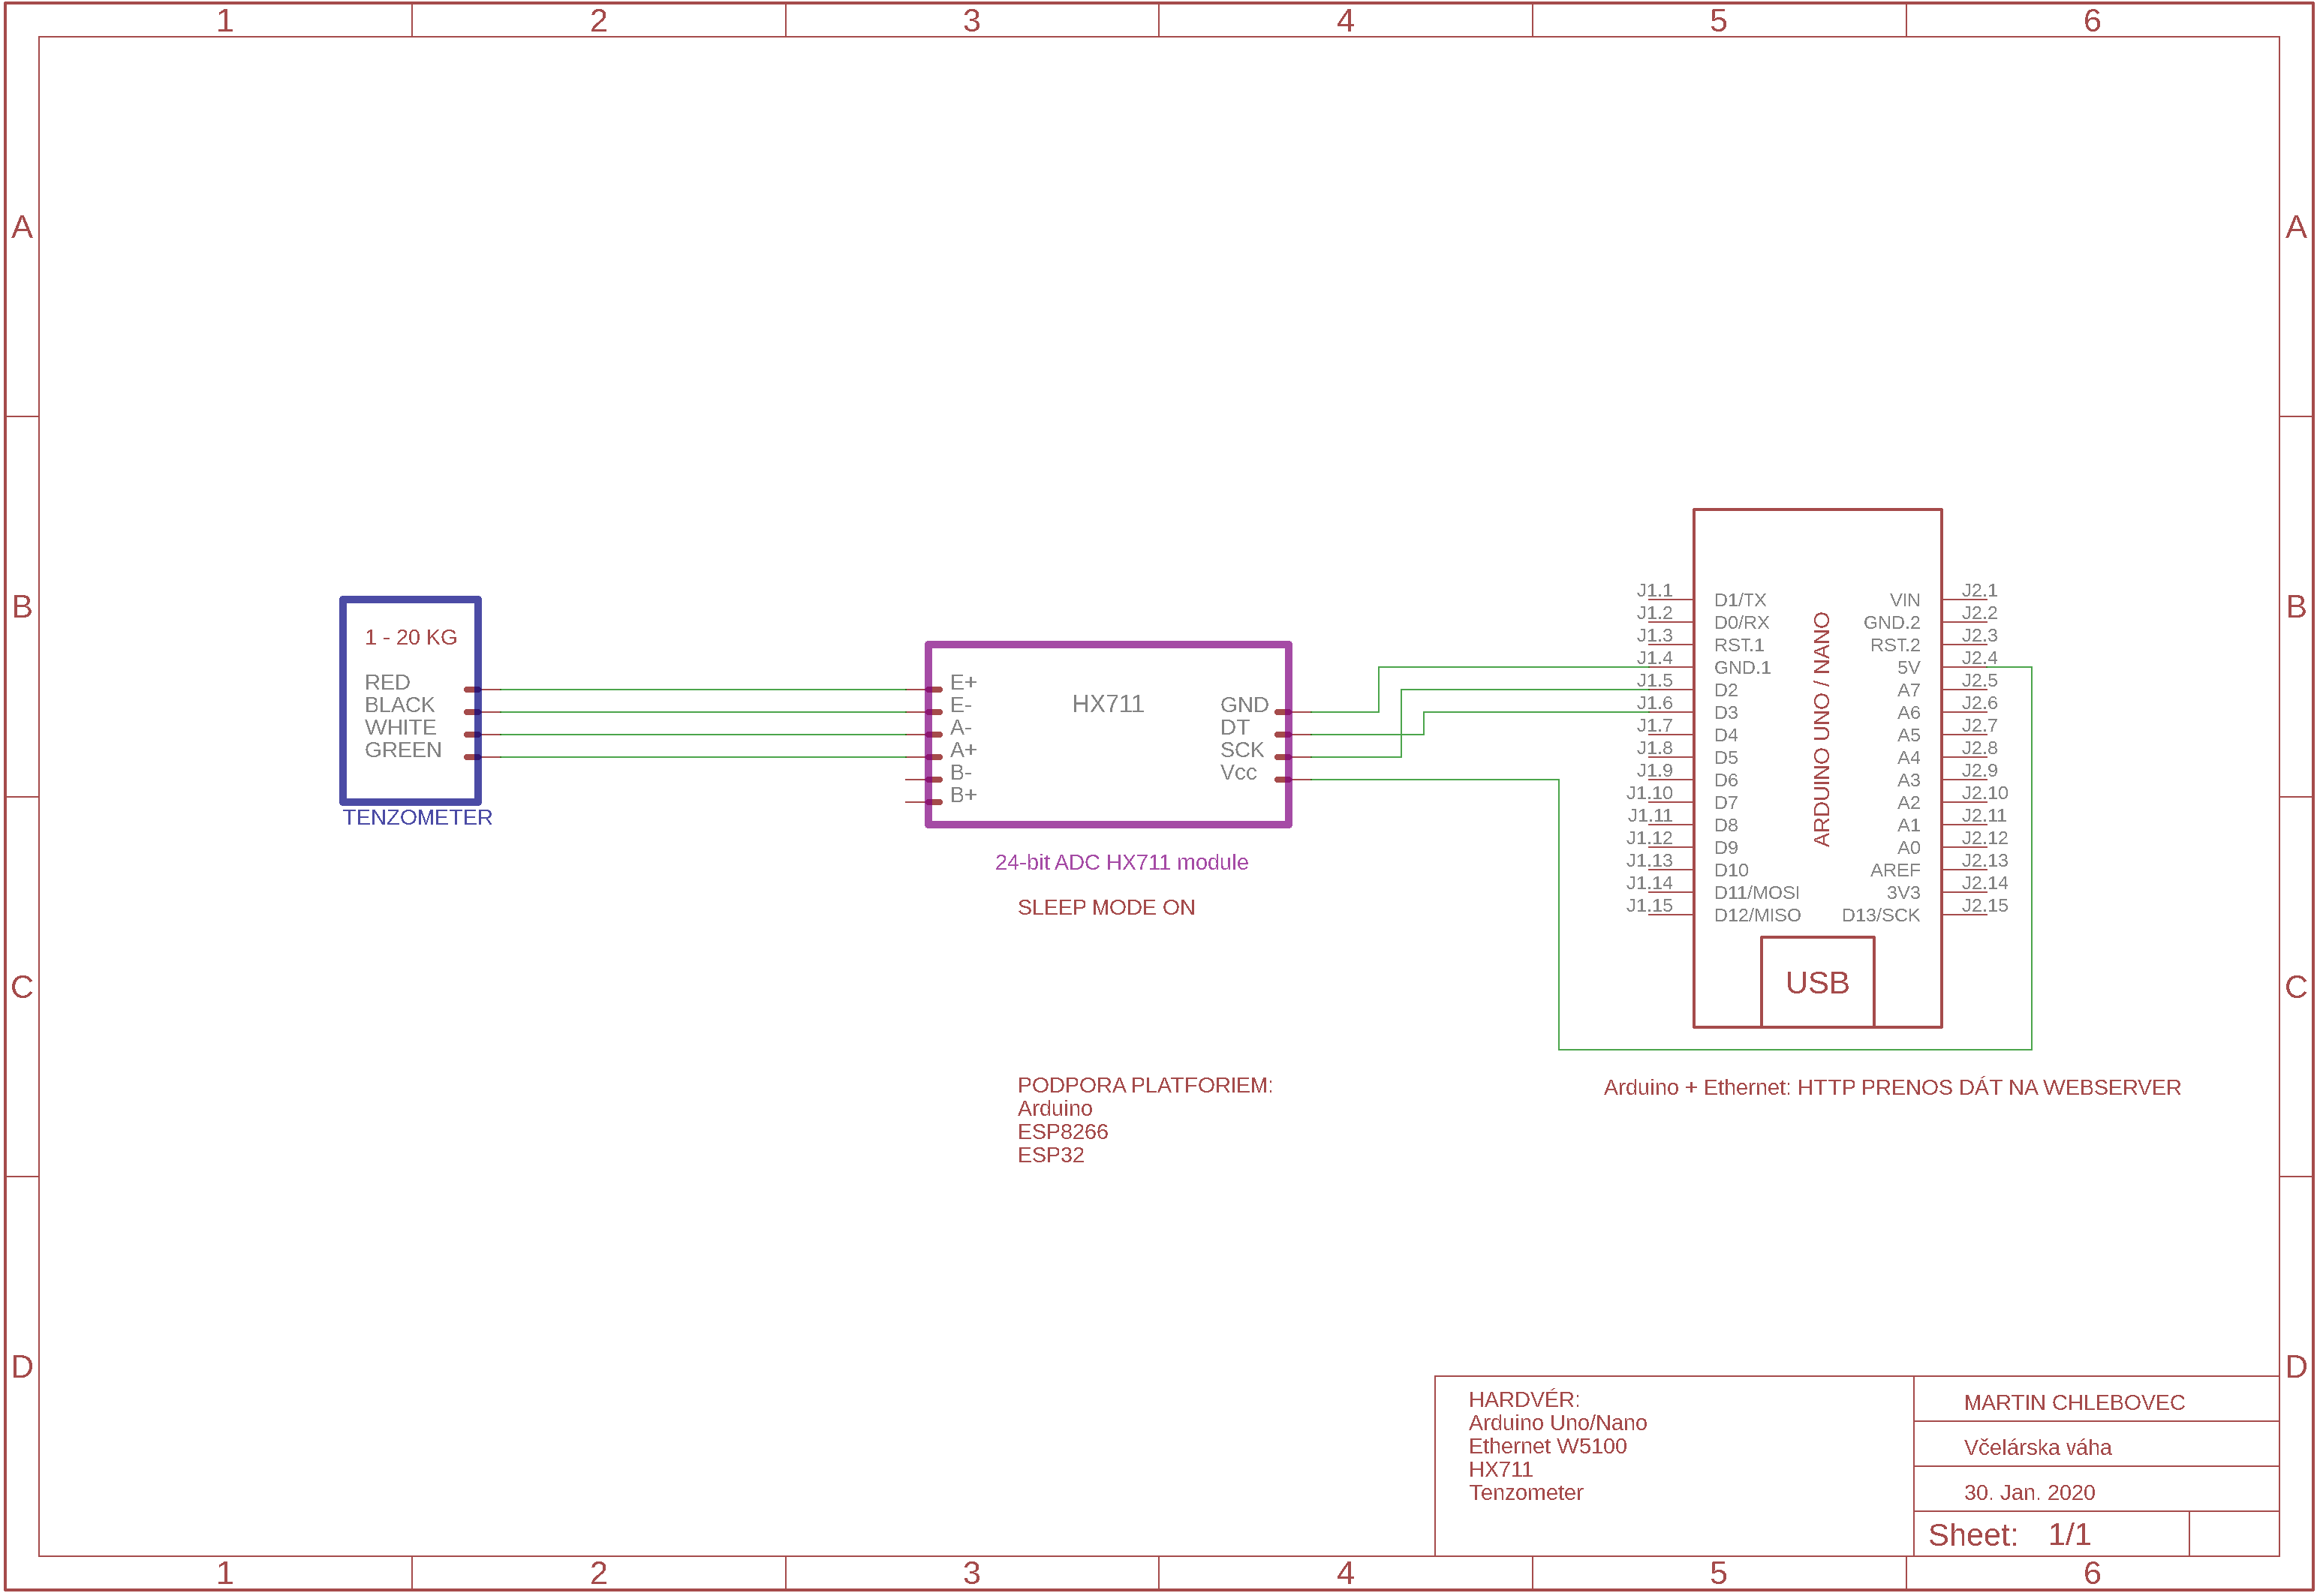 1 2 3 4 5 6
A A
B B
C C
D D
1 - 20 KG
RED
BLACK
WHITE
GREEN
TENZOMETER
E+
E-
A-
A+
B-
B+
HX711
GND
DT
SCK
Vcc
24-bit ADC HX711 module
SLEEP MODE ON
PODPORA PLATFORIEM:
Arduino
ESP8266
ESP32
J1.1 D1/TX VIN J2.1
J1.2 D0/RX GND.2 J2.2
J1.3 RST.1 RST.2 J2.3
J1.4 GND.1 5V J2.4
J1.5 D2 A7 J2.5
J1.6 D3 A6 J2.6
J1.7 D4 A5 J2.7
J1.8 D5 A4 J2.8
J1.9 D6 A3 J2.9
J1.10 D7 A2 J2.10
J1.11 D8 A1 J2.11
J1.12 D9 A0 J2.12
J1.13 D10 AREF J2.13
J1.14 D11/MOSI 3V3 J2.14
J1.15 D12/MISO D13/SCK J2.15
ARDUINO UNO / NANO
USB
Arduino + Ethernet: HTTP PRENOS DÁT NA WEBSERVER
HARDVÉR:
Arduino Uno/Nano
Ethernet W5100
HX711
Tenzometer
MARTIN CHLEBOVEC
Včelárska váha
30. Jan. 2020
Sheet: 1/1
1 2 3 4 5 6